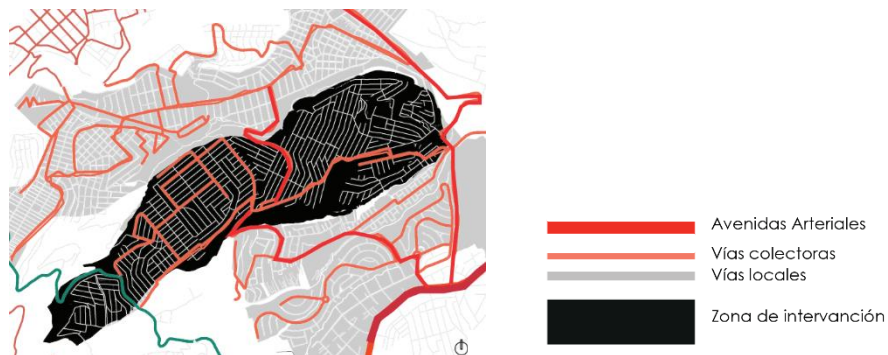 Avenidas Arteriales
Vías colectoras
Vías locales
Zona de intervanción